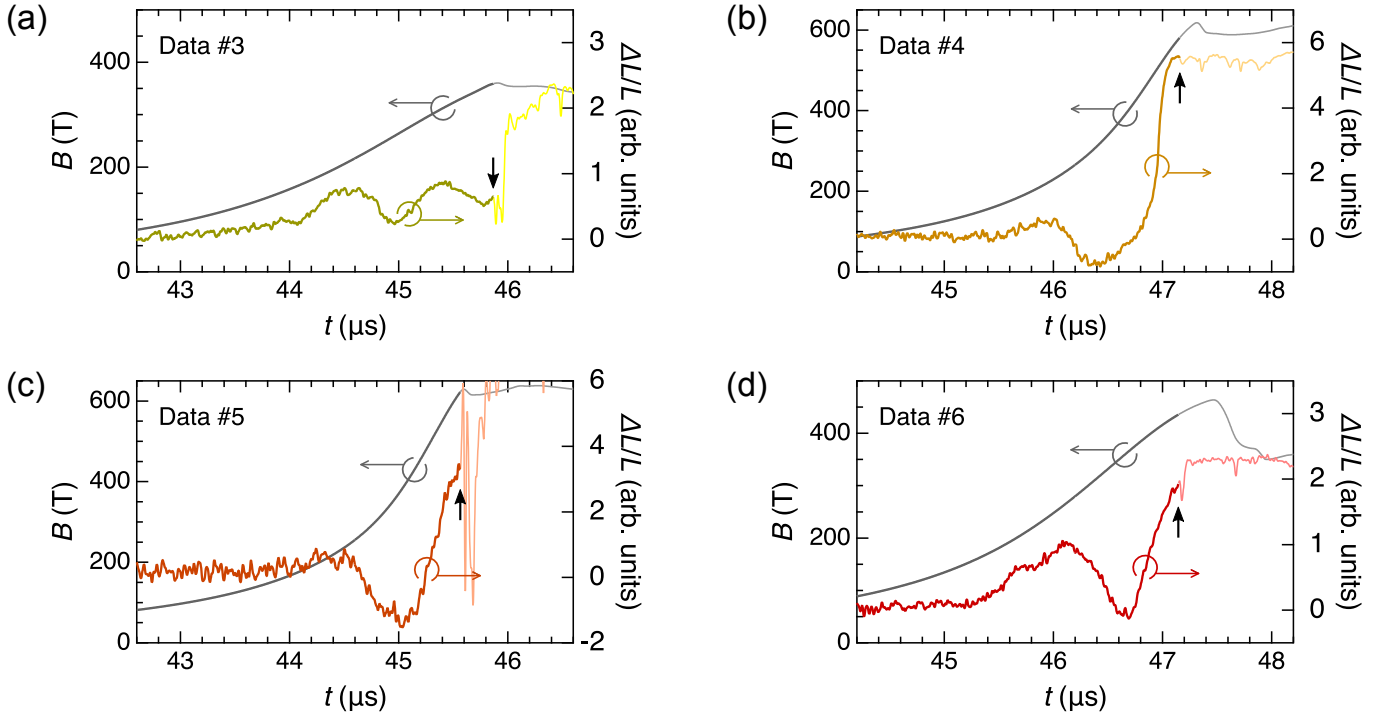 (a)
Data #3
B (T)
400
200
0
3
2
1
0
ΔL/L (arb. units)
43
44
45
46
t (μs)
(b)
Data #4
B (T)
600
400
200
0
6
4
2
0
ΔL/L (arb. units)
45
46
47
48
t (μs)
(c)
Data #5
B (T)
600
400
200
0
6
4
2
0
-2
ΔL/L (arb. units)
43
44
45
46
t (μs)
(d)
Data #6
B (T)
400
200
0
3
2
1
0
ΔL/L (arb. units)
45
46
47
48
t (μs)